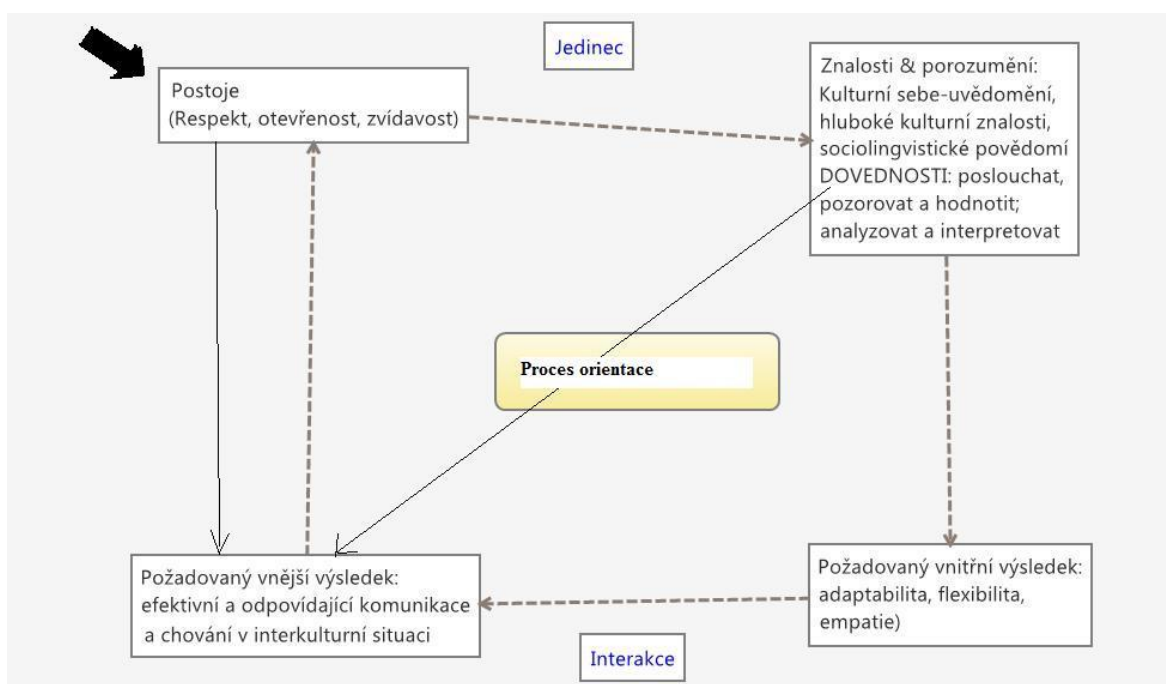 Jedinec
Postoje
(Respekt, otevřenost, zvídavost)
Znalosti & porozumění:
Kulturní sebe-uvědomění,
hluboké kulturní znalosti,
sociolingvistické povědomí
DOVEDNOSTI: poslouchat,
pozorovat a hodnotit;
analyzovat a interpretovat
Proces orientace
Požadovaný vnější výsledek:
efektivní a odpovídající komunikace
a chování v interkulturní situaci
Požadovaný vnitřní výsledek:
adaptabilita, flexibilita,
empatie)
Interakce